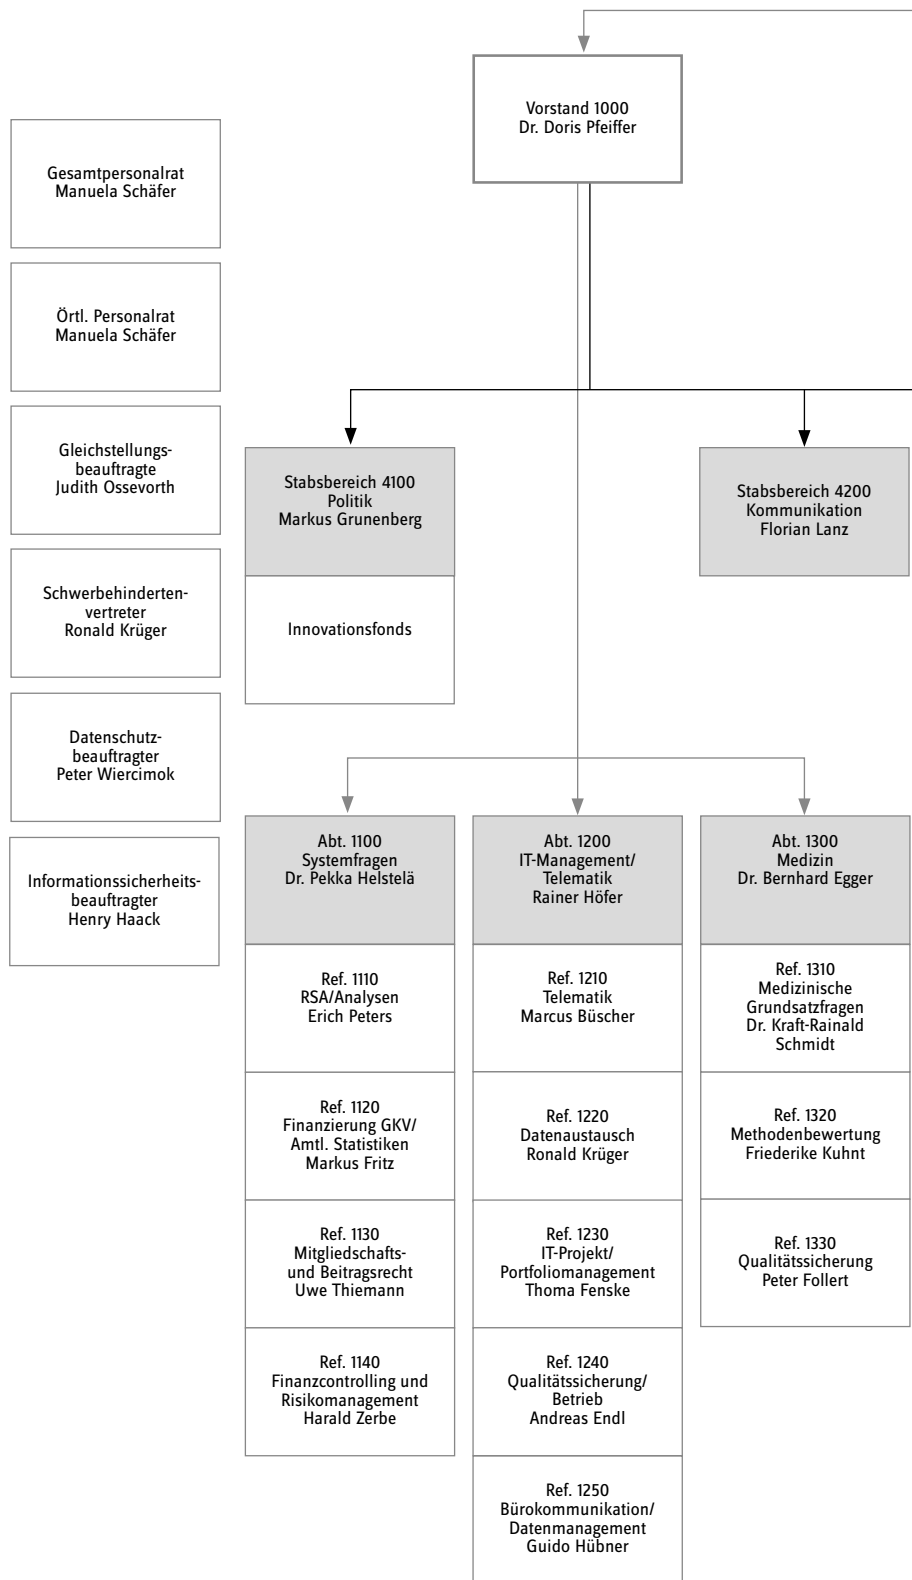 Vorstand 1000
Dr. Doris Pfeiffer
Gesamtpersonalrat
Manuela Schäfer
Örtl. Personalrat
Manuela Schäfer
Gleichstellungs-
beauftragte
Judith Ossevorth
Schwerbehinderten-
vertreter
Ronald Krüger
Datenschutz-
beauftragter
Peter Wiercimok
Informationssicherheits-
beauftragter
Henry Haack
Stabsbereich 4100
Politik
Markus Grunenberg
Innovationsfonds
Stabsbereich 4200
Kommunikation
Florian Lanz
Abt. 1100
Systemfragen
Dr. Pekka Helstelä
Ref. 1110
RSA/Analysen
Erich Peters
Ref. 1120
Finanzierung GKV/
Amtl. Statistiken
Markus Fritz
Ref. 1130
Mitgliedschafts-
und Beitragsrecht
Uwe Thiemann
Ref. 1140
Finanzcontrolling und
Risikomanagement
Harald Zerbe
Abt. 1200
IT-Management/
Telematik
Rainer Höfer
Ref. 1210
Telematik
Marcus Büscher
Ref. 1220
Datenaustausch
Ronald Krüger
Ref. 1230
IT-Projekt/
Portfoliomanagement
Thoma Fenske
Ref. 1240
Qualitätssicherung/
Betrieb
Andreas Endl
Ref. 1250
Bürokommunikation/
Datenmanagement
Guido Hübner
Abt. 1300
Medizin
Dr. Bernhard Egger
Ref. 1310
Medizinische
Grundsatzfragen
Dr. Kraft-Rainald
Schmidt
Ref. 1320
Methodenbewertung
Friederike Kuhnt
Ref. 1330
Qualitätssicherung
Peter Follert